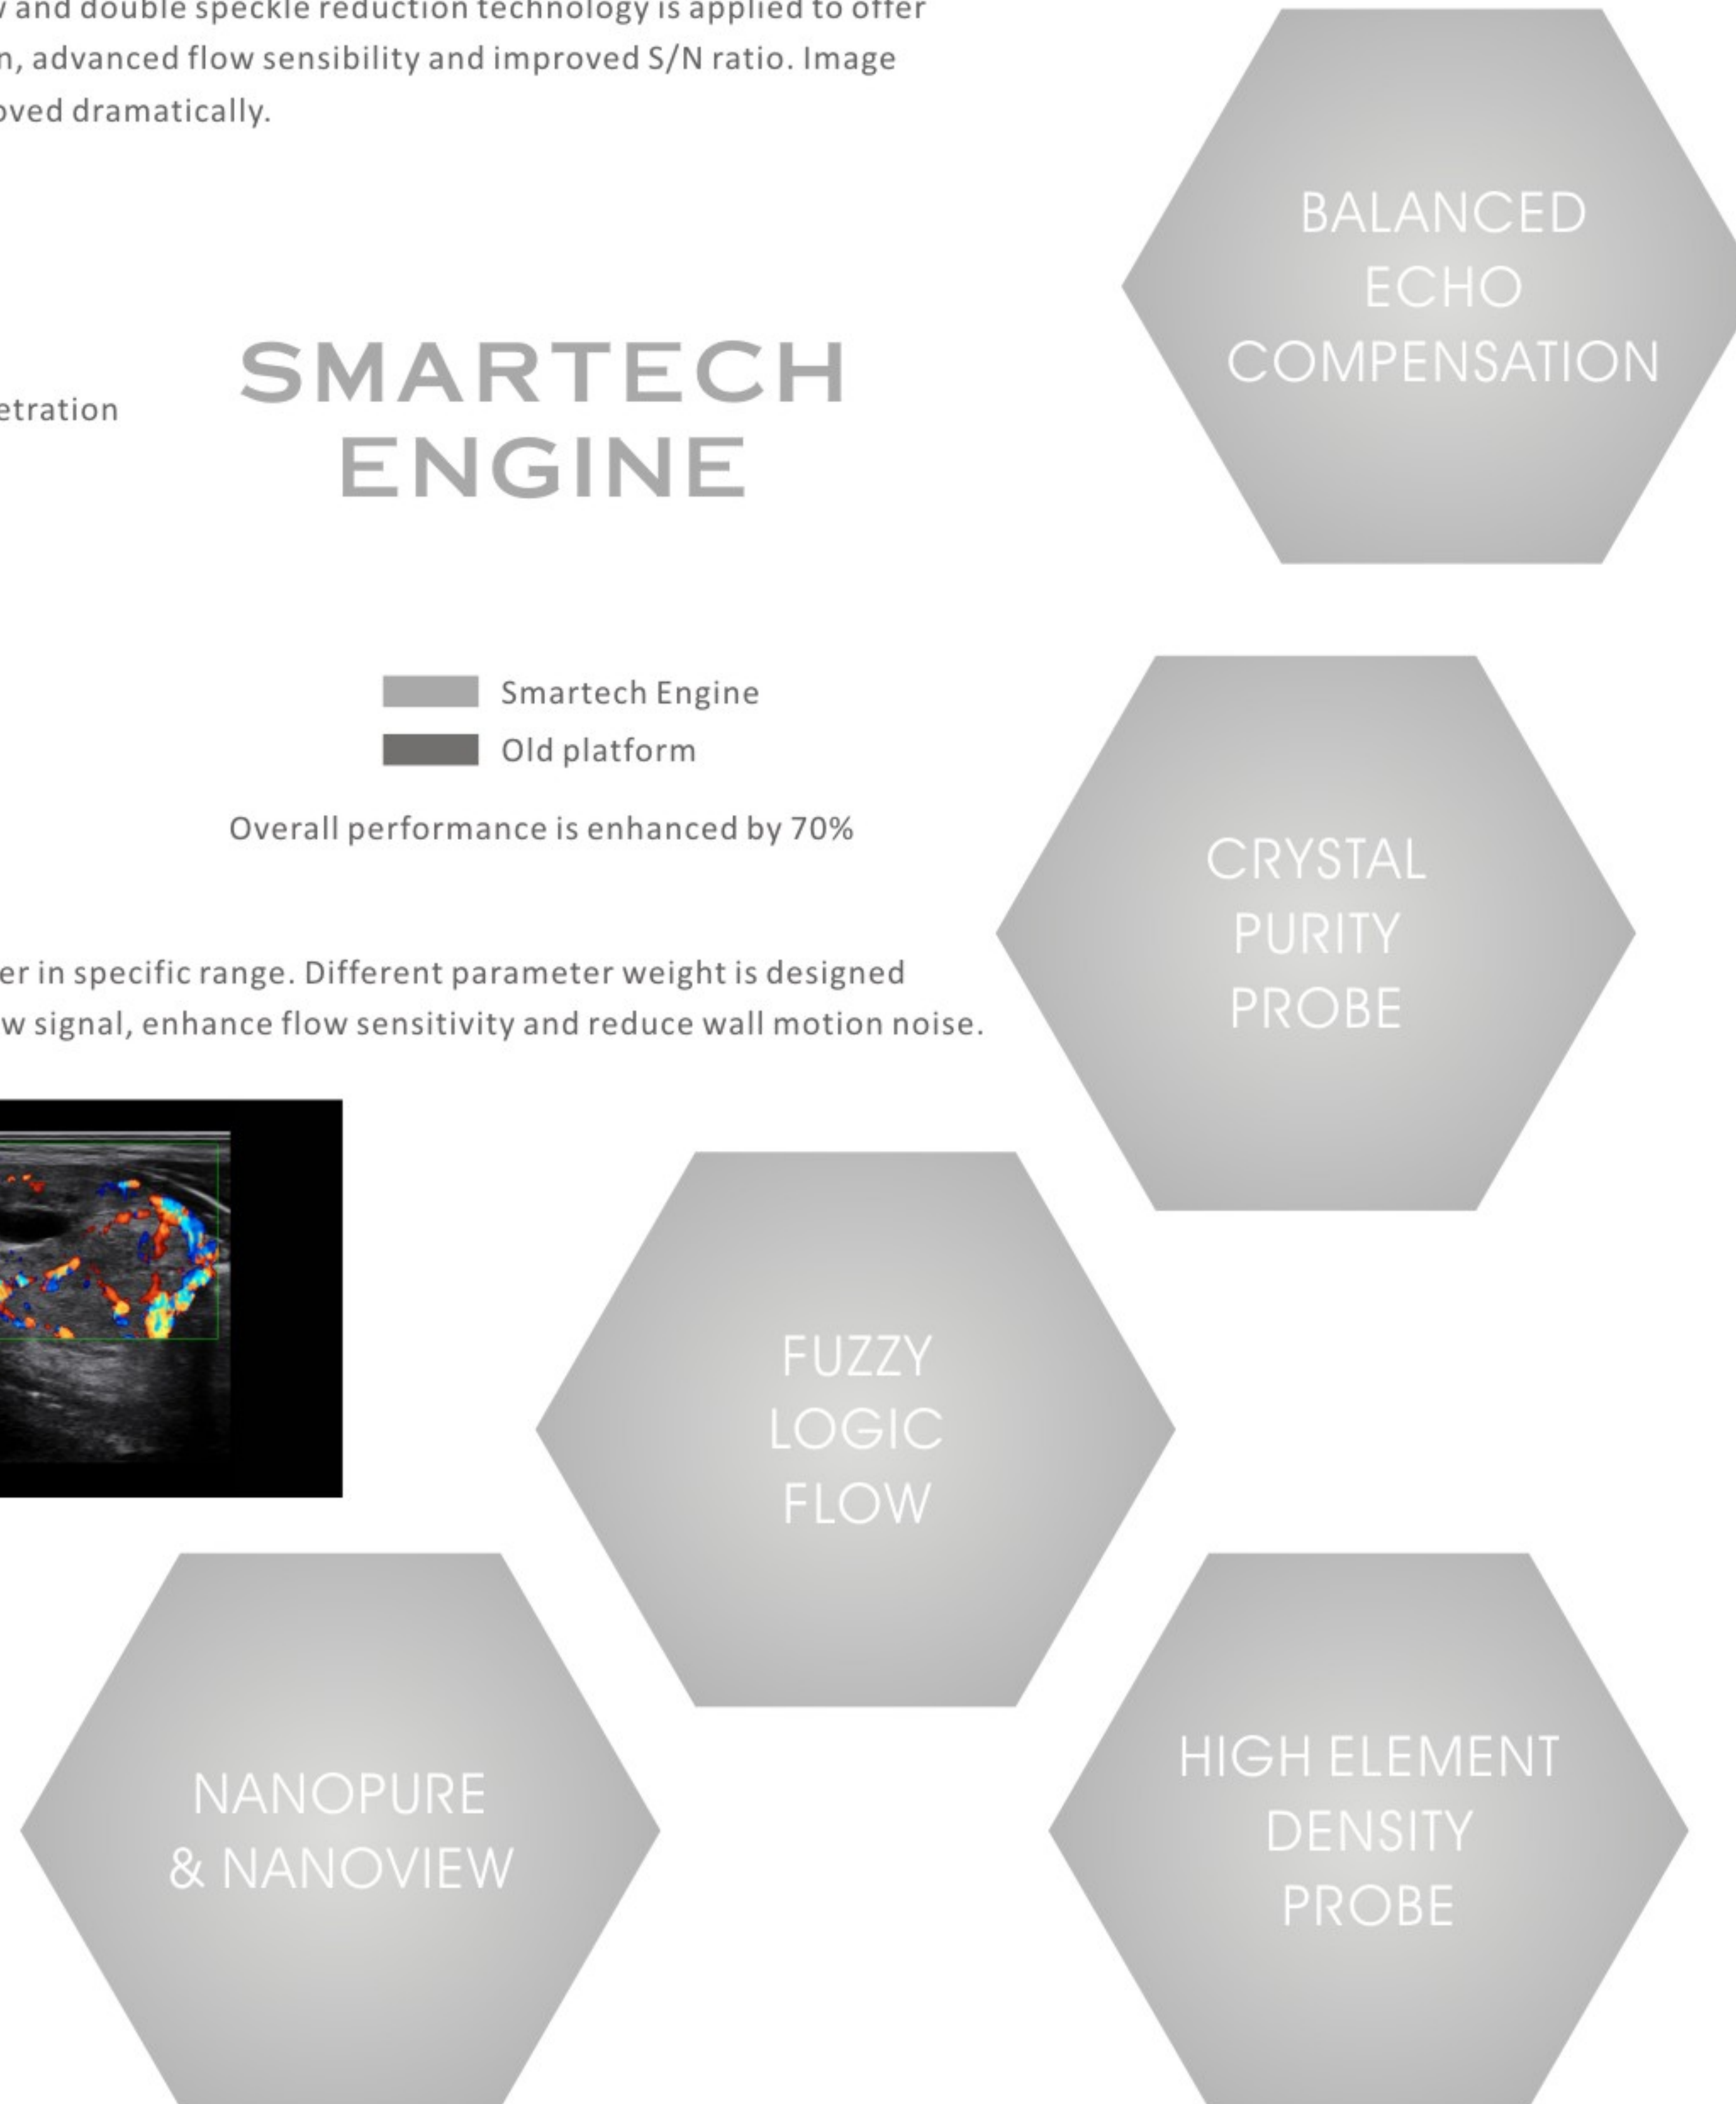 and double speckle reduction technology is applied to offer
advanced flow sensibility and improved S/N ratio. Image
dramatically.
BALANCED
ECHO
COMPENSATION
SMARTECH
ENGINE
Smartech Engine
Old platform
Overall performance is enhanced by 70%
CRYSTAL
PURITY
PROBE
in specific range. Different parameter weight is designed
signal, enhance flow sensitivity and reduce wall motion noise.
FUZZY
LOGIC
FLOW
NANOPURE
& NANOVIEW
HIGH ELEMENT
DENSITY
PROBE